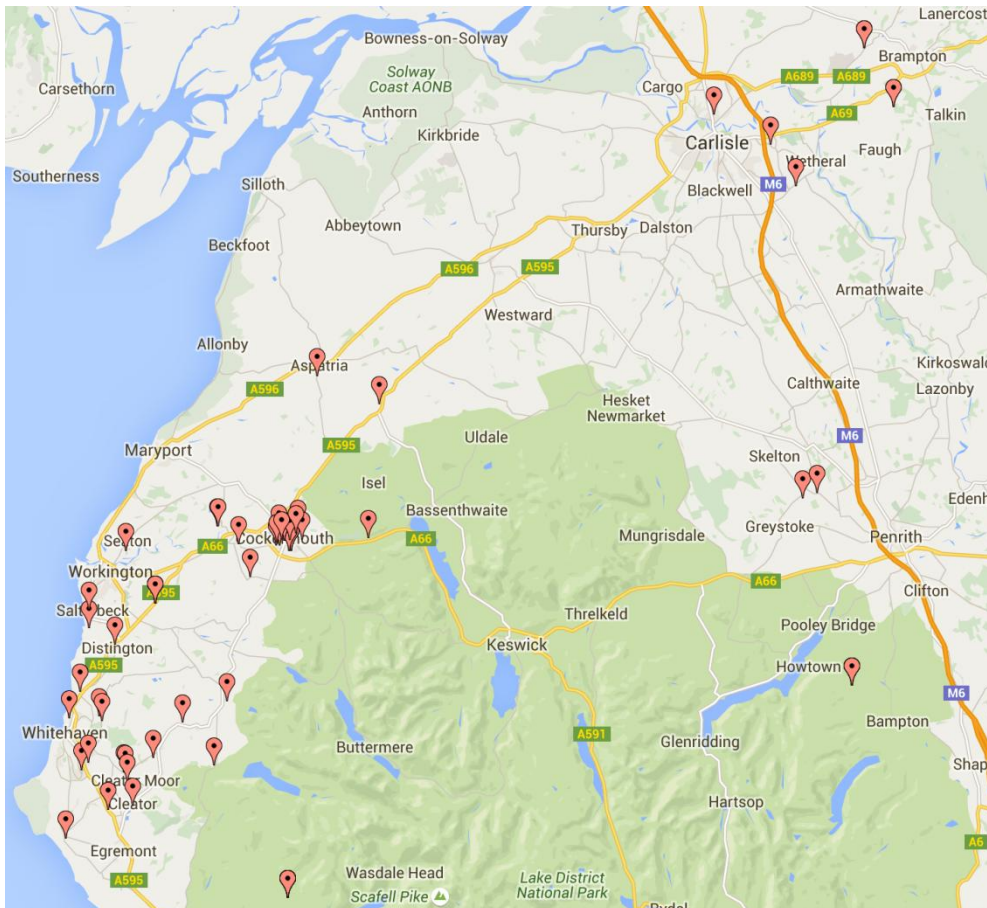 Lanercost
Bowness-on-Solway
Brampton
Solway
Coast AONB
A689
A689
Carsethorn
Cargo
Anthorn
A69
Talkin
Kirkbride
Carlisle
Faugh
Wetheral
Southerness
Silloth
M6
Blackwell
Abbeytown
Thursby
Dalston
Beckfoot
A596
A595
Armathwaite
Westward
Allonby
Aspatria
Kirkoswald
Calthwaite
Lazonby
A596
Hesket
Newmarket
M6
Uldale
A595
Maryport
Skelton
Isel
Bassenthwaite
Greystoke
Mungrisdale
Penrith
A66
A66
Workington
A66
Clifton
A595
Threlkeld
Pooley Bridge
Distington
Keswick
Howtown
A595
M6
Bampton
Whitehaven
A591
Glenridding
Buttermere
Shap
Cleator Moor
Cleator
Hartsop
A6
Egremont
Wasdale Head
Lake District
National Park
A595
Scafell Pike